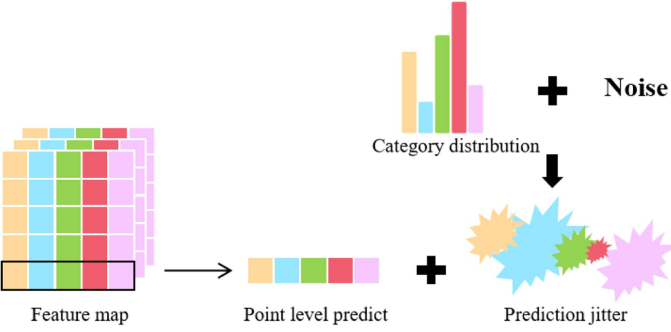 Noise
Category distribution
Feature map
Point level predict
Prediction jitter